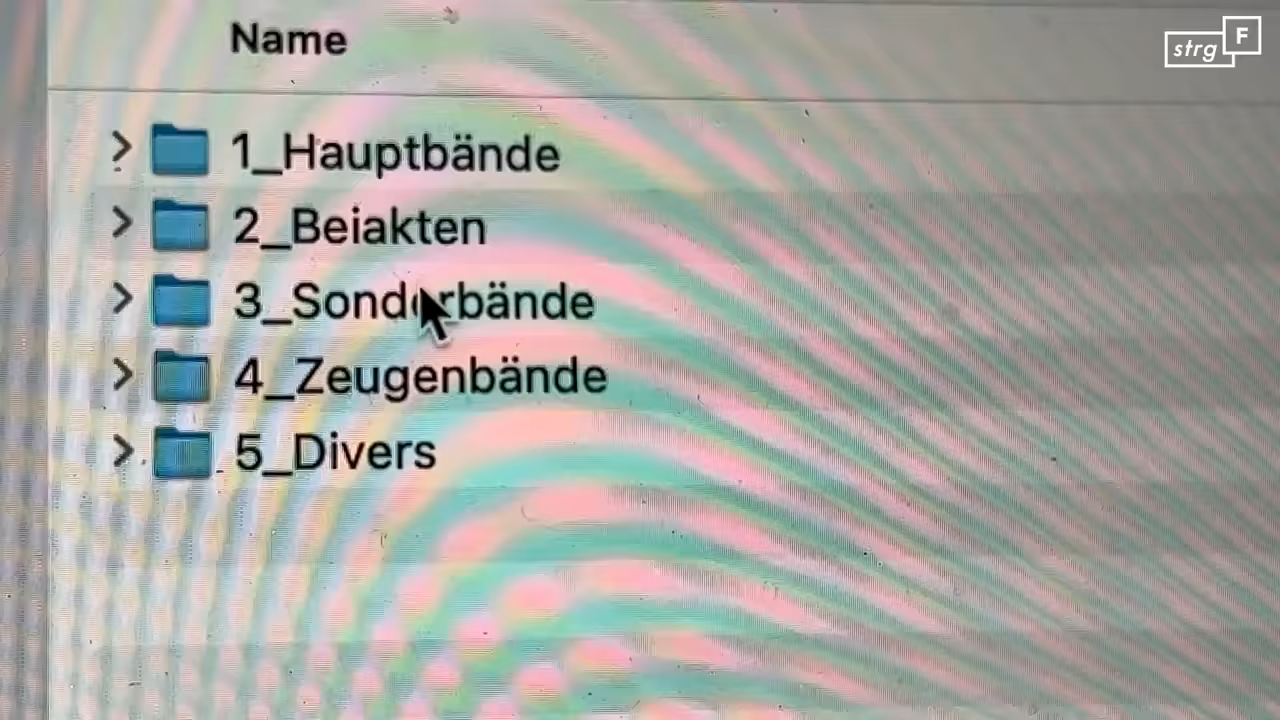 Name
strg F
1_Hauptbände
2_Beiakten
3_Sonderbände
4_Zeugenbände
5_Divers